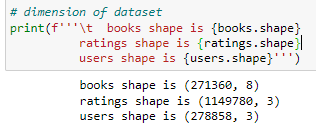 # dimension of dataset
print(f'''\t  books shape is {books.shape}
          ratings shape is {ratings.shape}
          users shape is {users.shape}''')
          books shape is (271360, 8)
          ratings shape is (1149780, 3)
          users shape is (278858, 3)